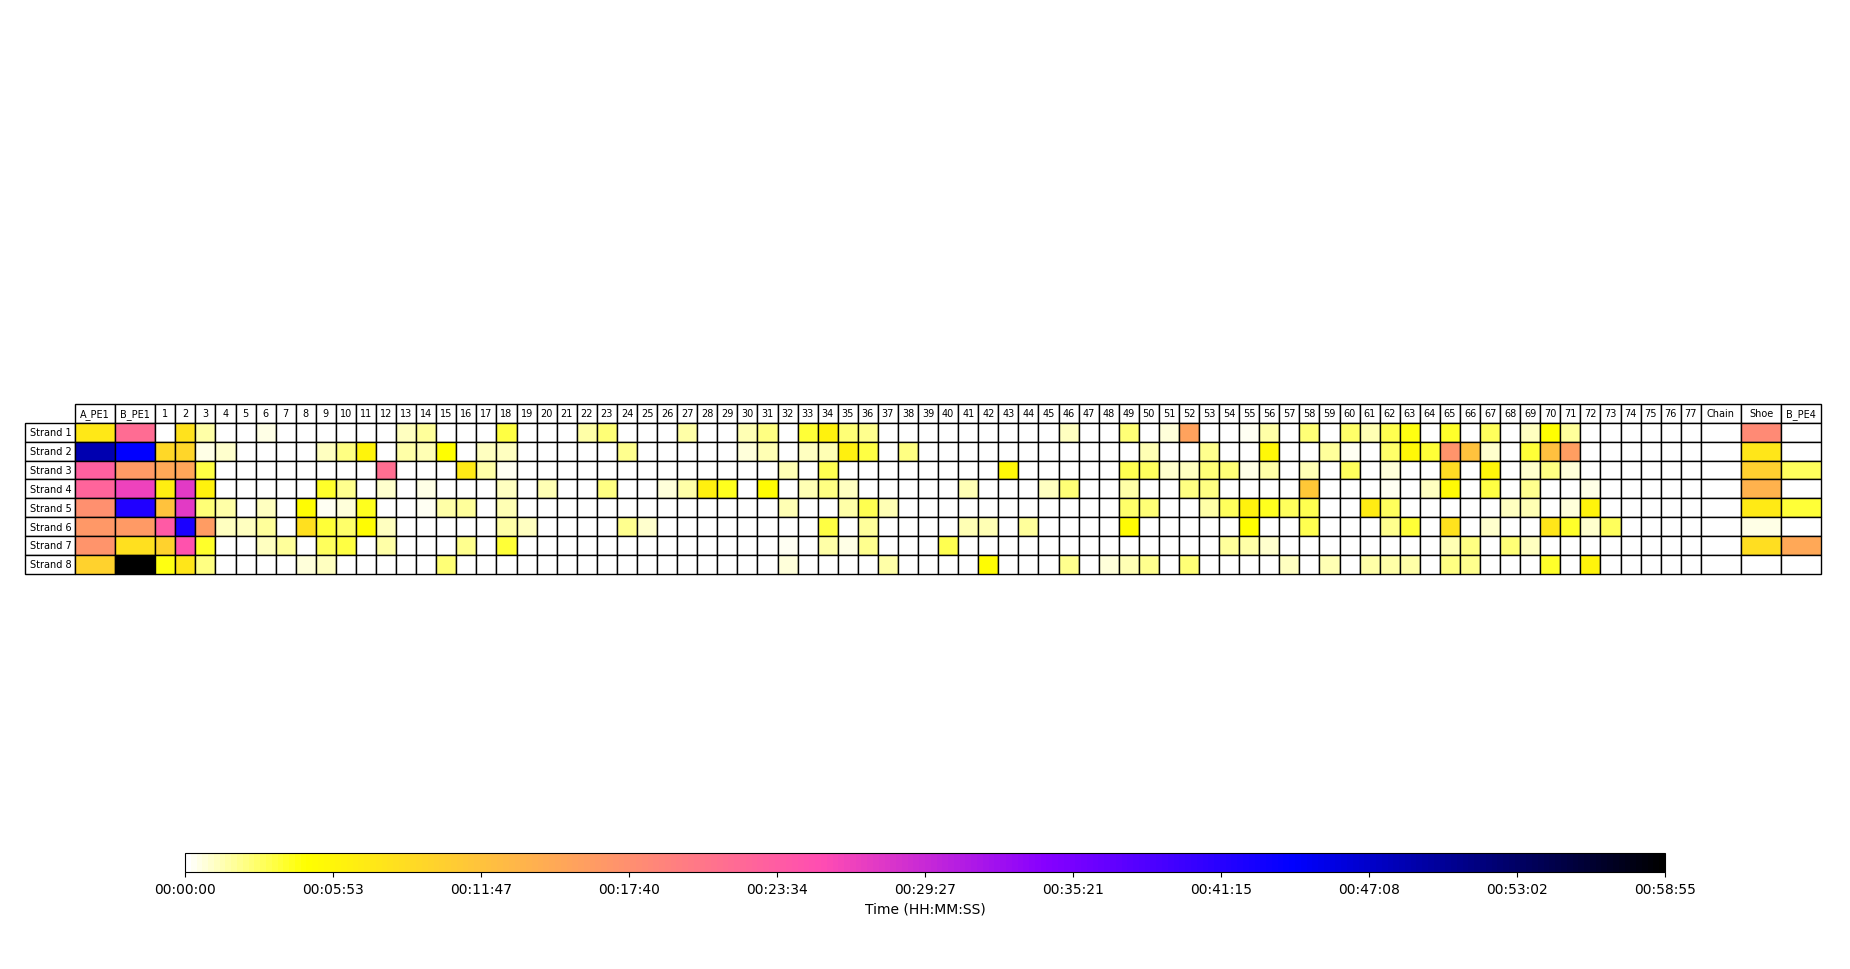 A_PE1 B_PE1 1 2 3 4 5 6 7 8 9 10 11 12 13 14 15 16 17 18 19 20 21 22 23 24 25 26 27 28 29 30 31 32 33 34 35 36 37 38 39 40 41 42 43 44 45 46 47 48 49 50 51 52 53 54 55 56 57 58 59 60 61 62 63 64 65 66 67 68 69 70 71 72 73 74 75 76 77 Chain Shoe B_PE4
Strand 1
Strand 2
Strand 3
Strand 4
Strand 5
Strand 6
Strand 7
Strand 8
00:00:00 00:05:53 00:11:47 00:17:40 00:23:34 00:29:27 00:35:21 00:41:15 00:47:08 00:53:02 00:58:55
Time (HH:MM:SS)